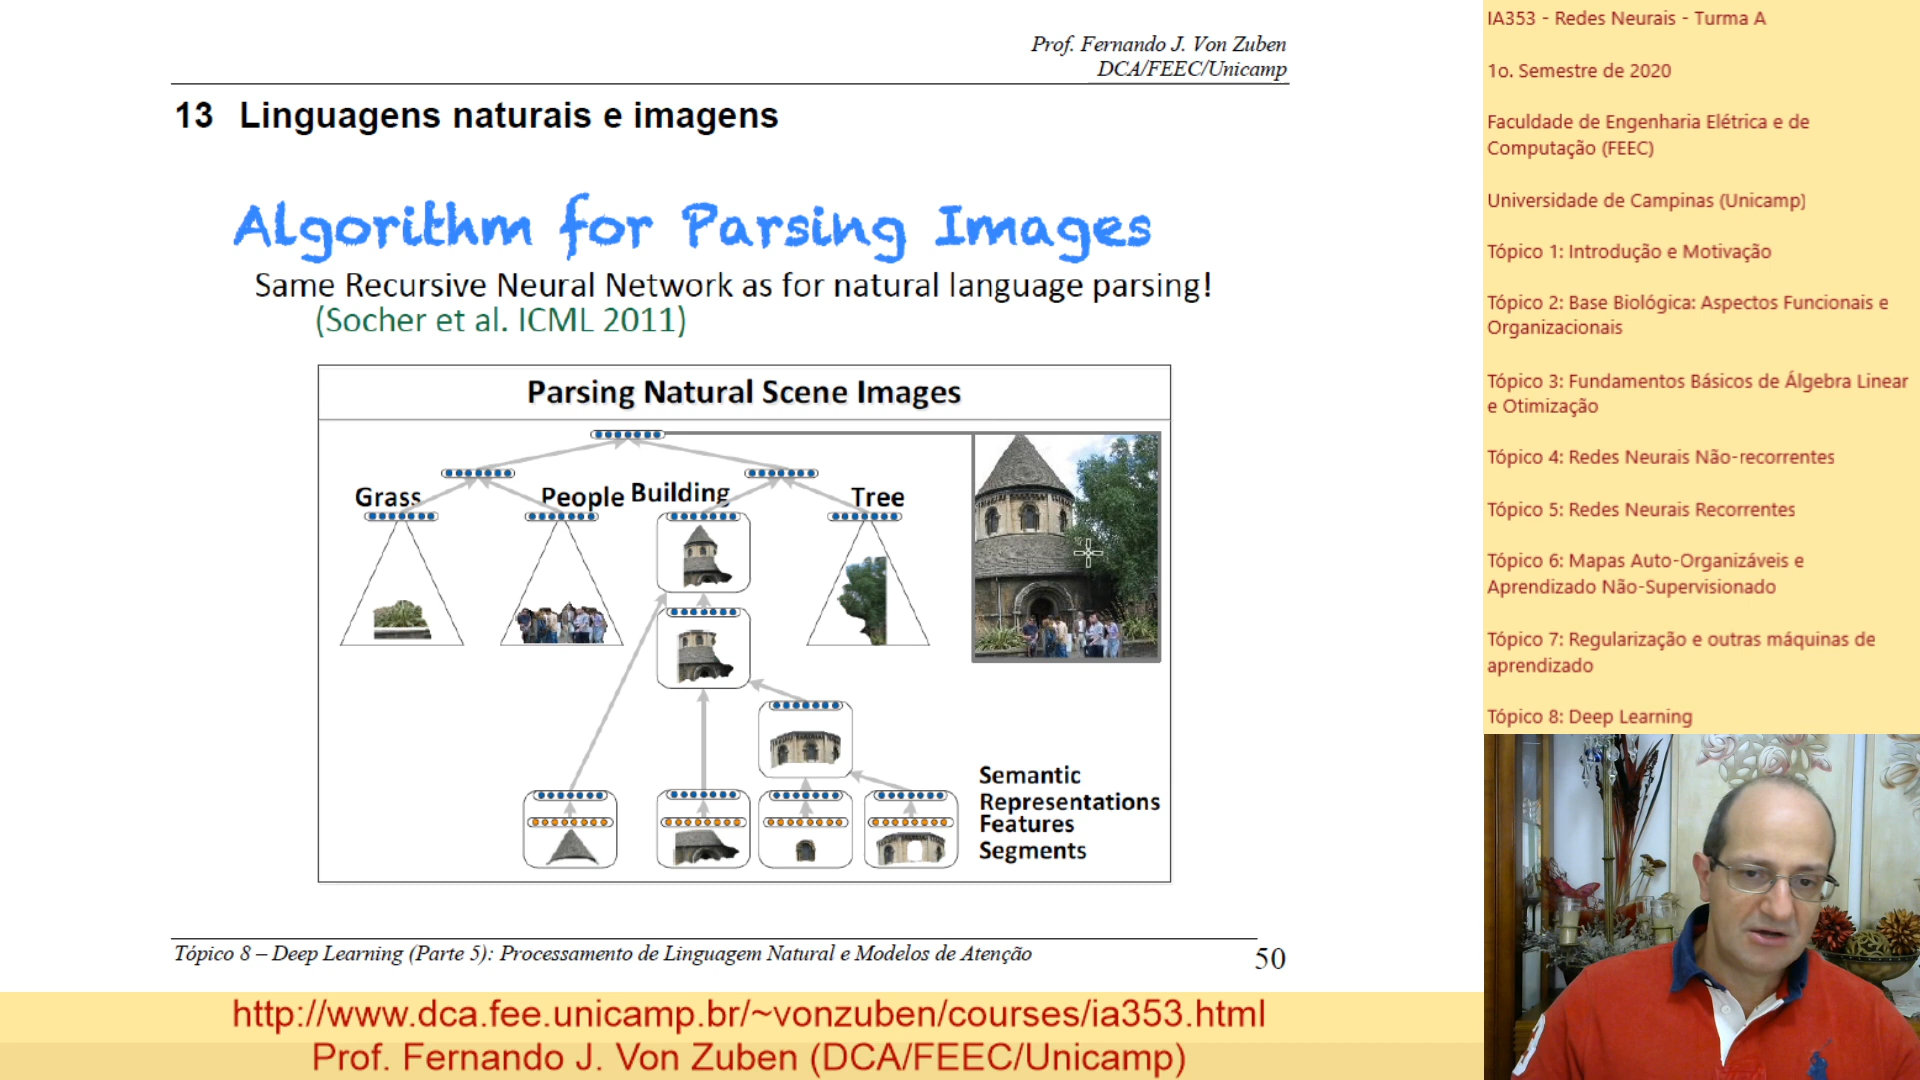 Prof. Fernando J. Von Zuben
DCA/FEEC/Unicamp
13 Linguagens naturais e imagens
Algorithm for Parsing Images
Same Recursive Neural Network as for natural language parsing!
(Socher et al. ICML 2011)
Parsing Natural Scene Images
Grass
People
Building
Tree
Semantic
Representations
Features
Segments
Tópico 8 – Deep Learning (Parte 5): Processamento de Linguagem Natural e Modelos de Atenção
50
http://www.dca.fee.unicamp.br/~vonzuben/courses/ia353.html
Prof. Fernando J. Von Zuben (DCA/FEEC/Unicamp)
IA353 - Redes Neurais - Turma A
1o. Semestre de 2020
Faculdade de Engenharia Elétrica e de
Computação (FEEC)
Universidade de Campinas (Unicamp)
Tópico 1: Introdução e Motivação
Tópico 2: Base Biológica: Aspectos Funcionais e
Organizacionais
Tópico 3: Fundamentos Básicos de Álgebra Linear
e Otimização
Tópico 4: Redes Neurais Não-recorrentes
Tópico 5: Redes Neurais Recorrentes
Tópico 6: Mapas Auto-Organizáveis e
Aprendizado Não-Supervisionado
Tópico 7: Regularização e outras máquinas de
aprendizado
Tópico 8: Deep Learning